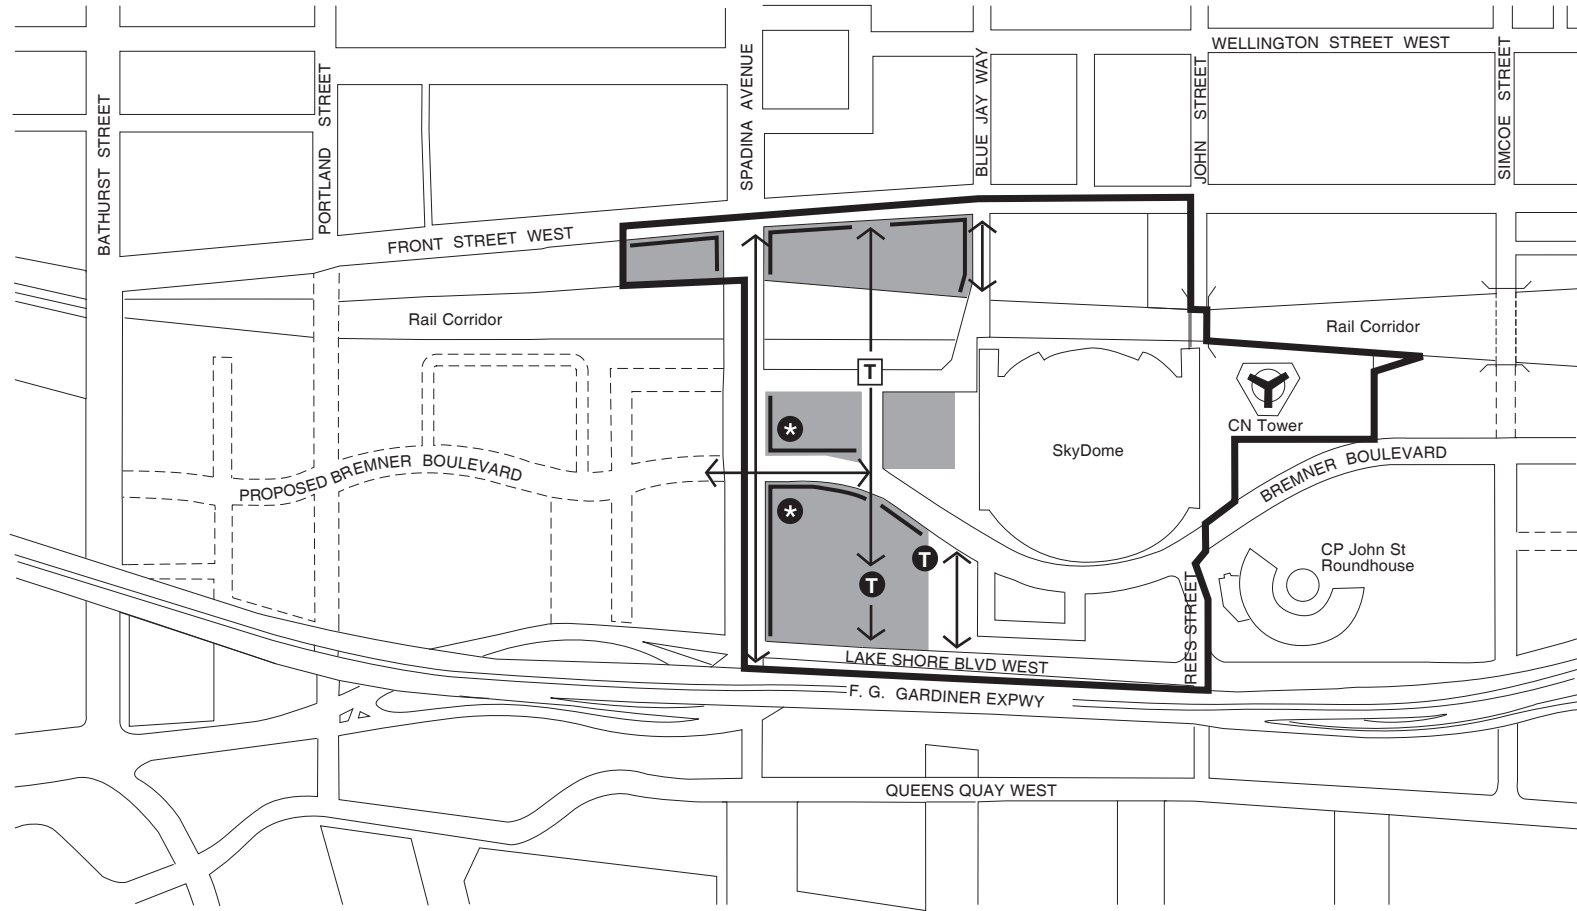 WELLINGTON STREET WEST
BATHURST STREET
PORTLAND STREET
SPADINA AVENUE
BLUE JAY WAY
JOHN STREET
SIMCOE STREET
FRONT STREET WEST
Rail Corridor
Rail Corridor
T
CN Tower
*
SkyDome
PROPOSED BREMNER BOULEVARD
BREMNER BOULEVARD
*
T
CP John St
Roundhouse
T
REES STREET
LAKE SHORE BLVD WEST
F. G. GARDINER EXPWY
QUEENS QUAY WEST